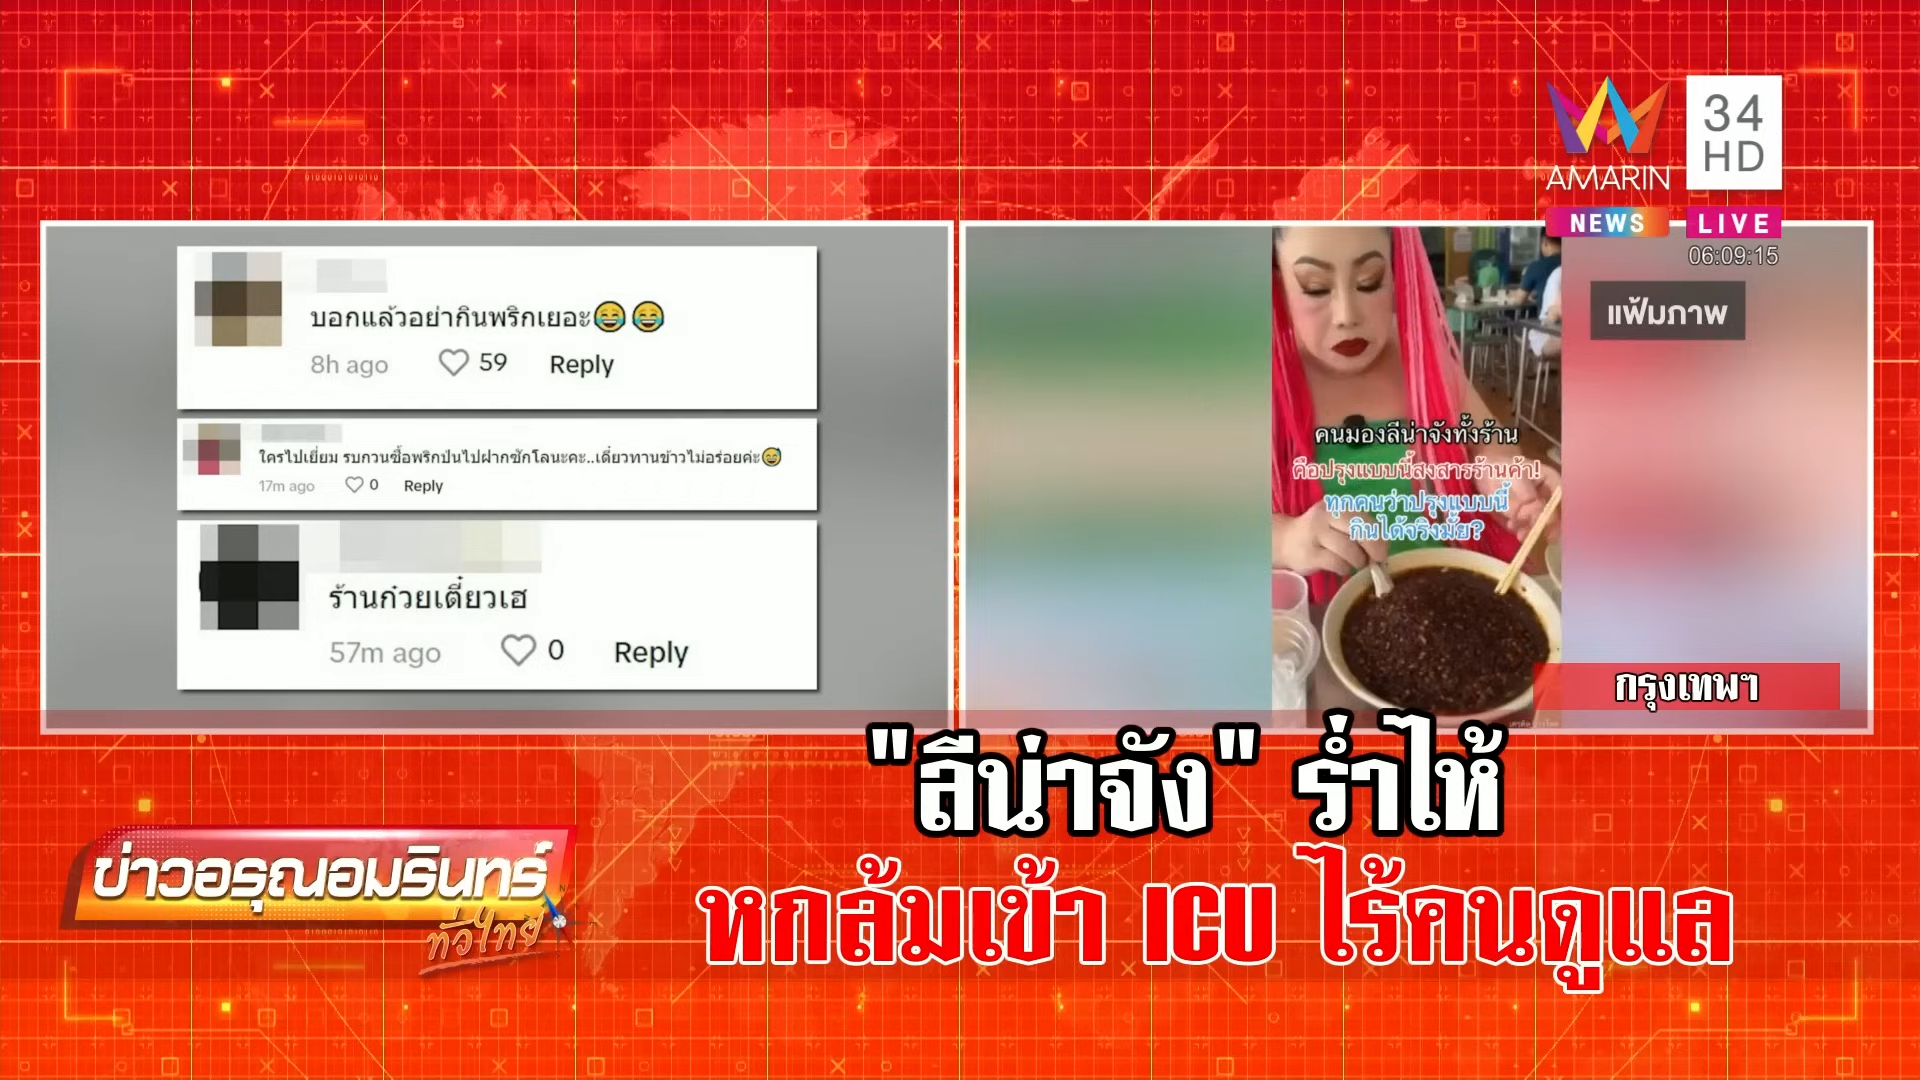 AMARIN
34
HD
NEWS
LIVE
06:09:15
แฟ้มภาพ
บอกแล้วอย่ากินพริกเยอะ😂😂
8h ago 59 Reply
ใครไปเยี่ยม รบกวนซื้อพริกป่นไปฝากซักโลนะคะ..เดี๋ยวทานข้าวไม่อร่อยค่ะ😅
17m ago 0 Reply
ร้านก๋วยเตี๋ยวเฮ
57m ago 0 Reply
คนมองลีน่าจังทั้งร้าน
คือปรุงแบบนี้สงสารร้านค้า!
ทุกคนว่าปรุงแบบนี้
กินได้จริงมั้ย?
กรุงเทพฯ
"ลีน่าจัง" ร่ำไห้
หกล้มเข้า ICU ไร้คนดูแล
ข่าวอรุณอมรินทร์
ทั่วไทย